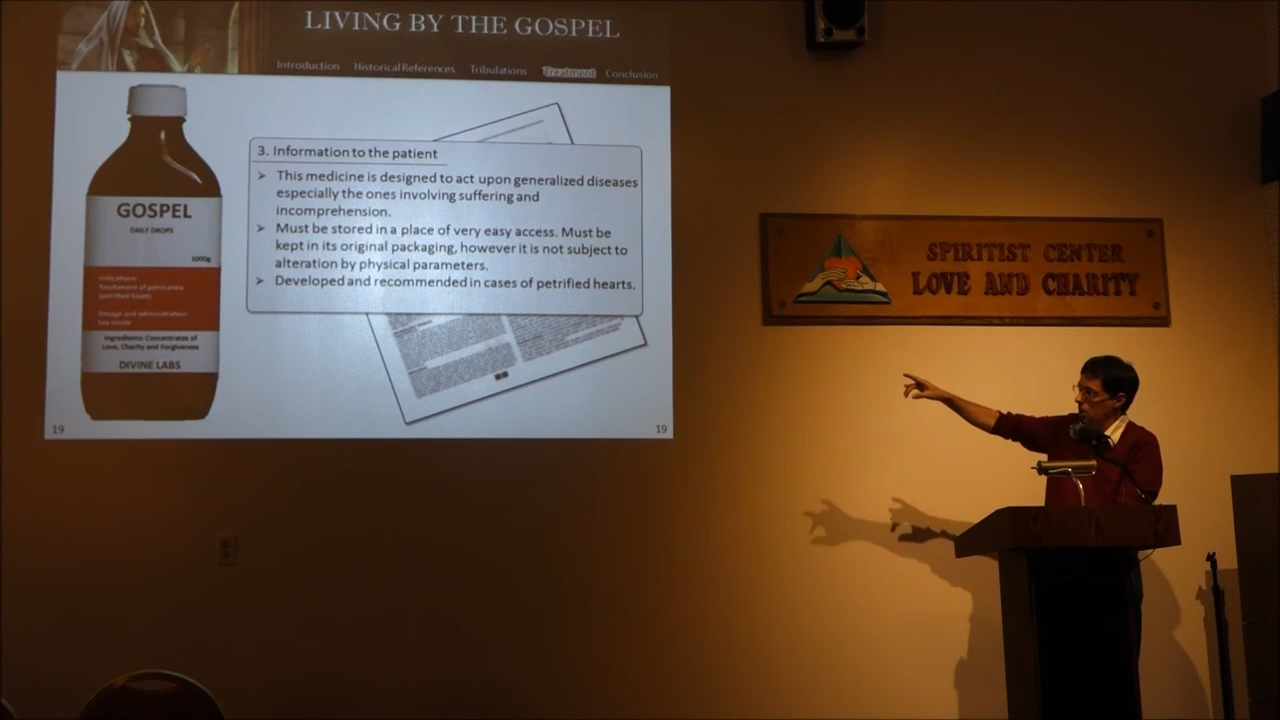 LIVING BY THE GOSPEL
Introduction Historical References Tribulations Treatment Conclusion
GOSPEL
DAILY DROPS
1000g
Indications:
Treatment of petricardia
(petrified heart)
Dosage and administration:
See inside
Ingredients: Concentrates of
Love, Charity and Forgiveness
DIVINE LABS
3. Information to the patient
➤ This medicine is designed to act upon generalized diseases
especially the ones involving suffering and
incomprehension.
➤ Must be stored in a place of very easy access. Must be
kept in its original packaging, however it is not subject to
alteration by physical parameters.
➤ Developed and recommended in cases of petrified hearts.
19
19
SPIRITIST CENTER
LOVE AND CHARITY